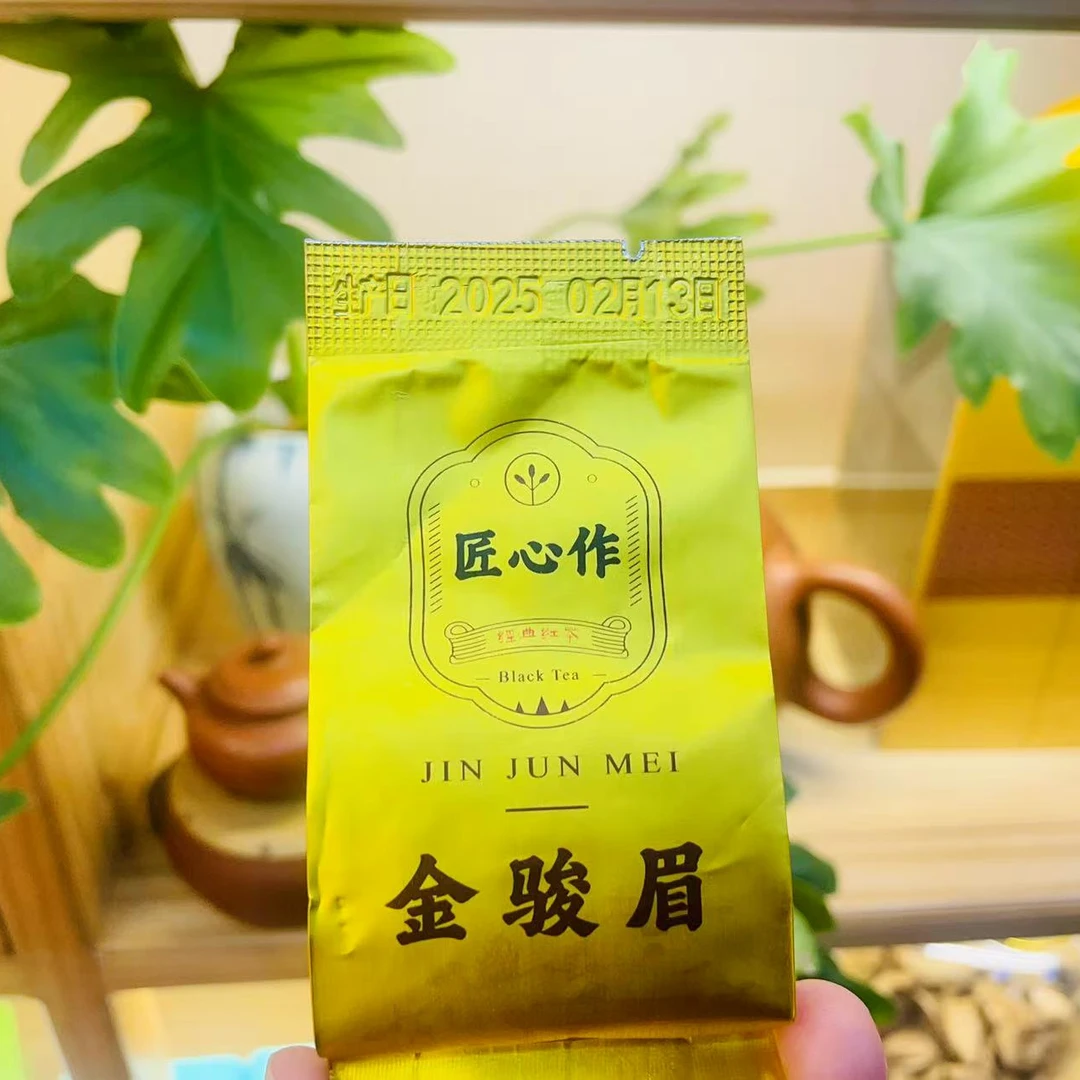 生产日 2025 02月13日
匠心作
經典红茶
Black Tea
JIN JUN MEI
金骏眉